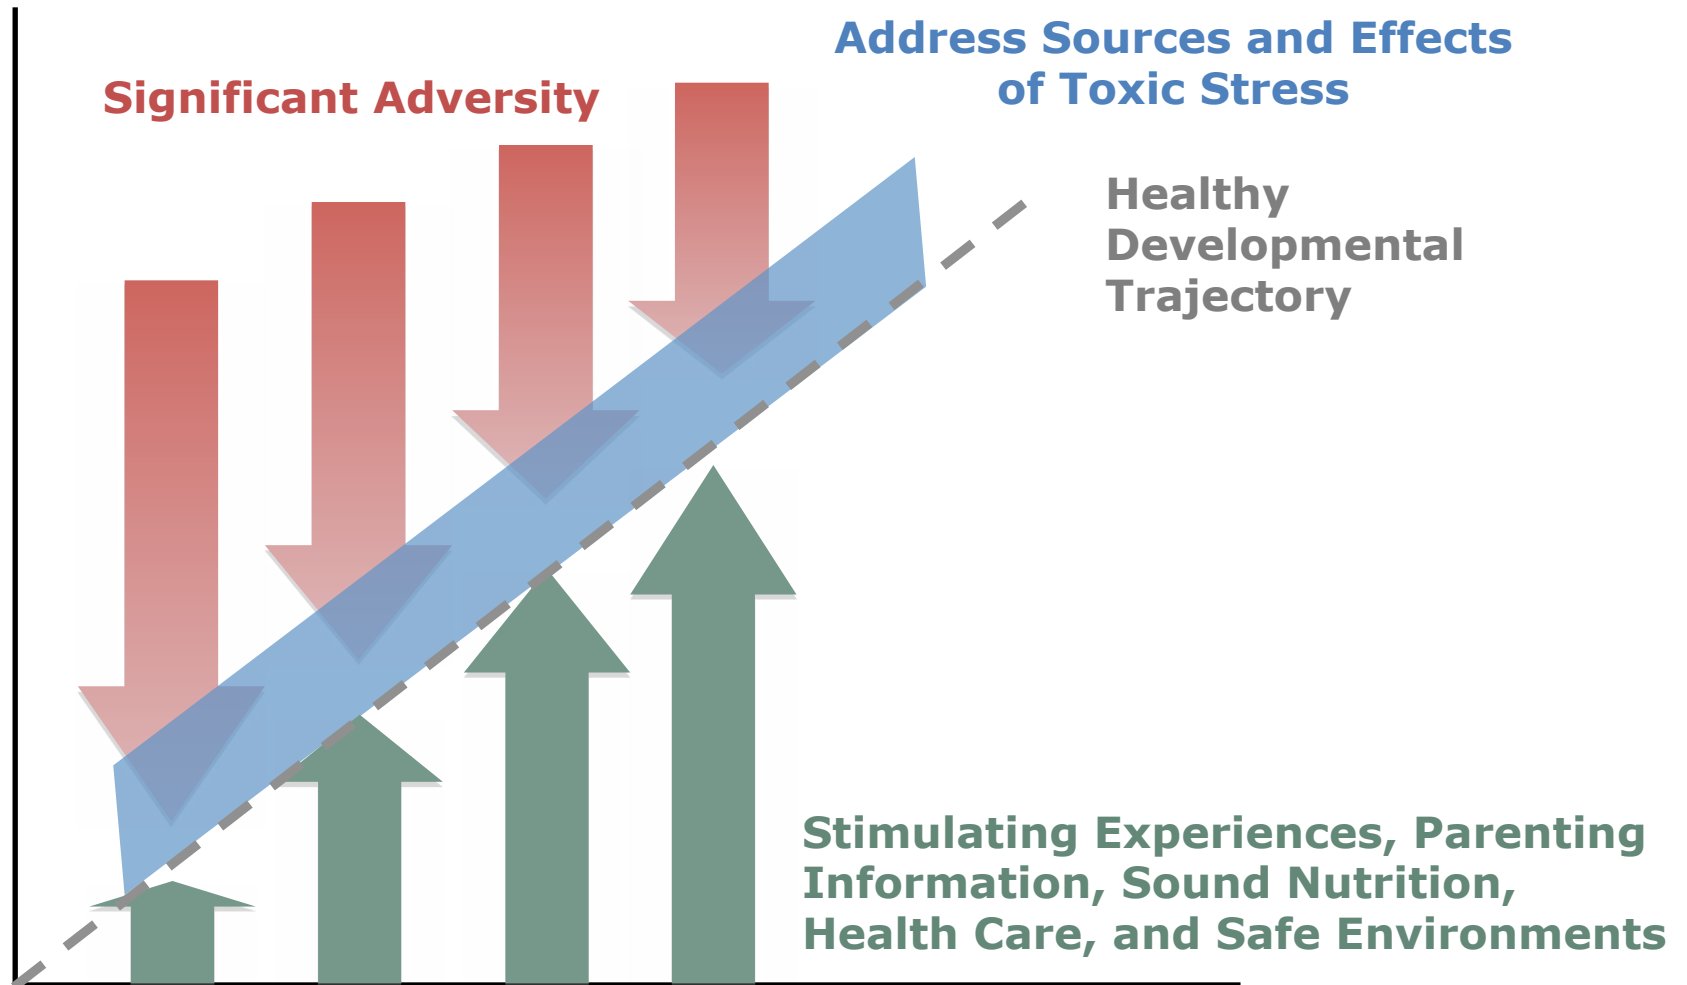 Address Sources and Effects
of Toxic Stress
Significant Adversity
Healthy
Developmental
Trajectory
Stimulating Experiences, Parenting
Information, Sound Nutrition,
Health Care, and Safe Environments